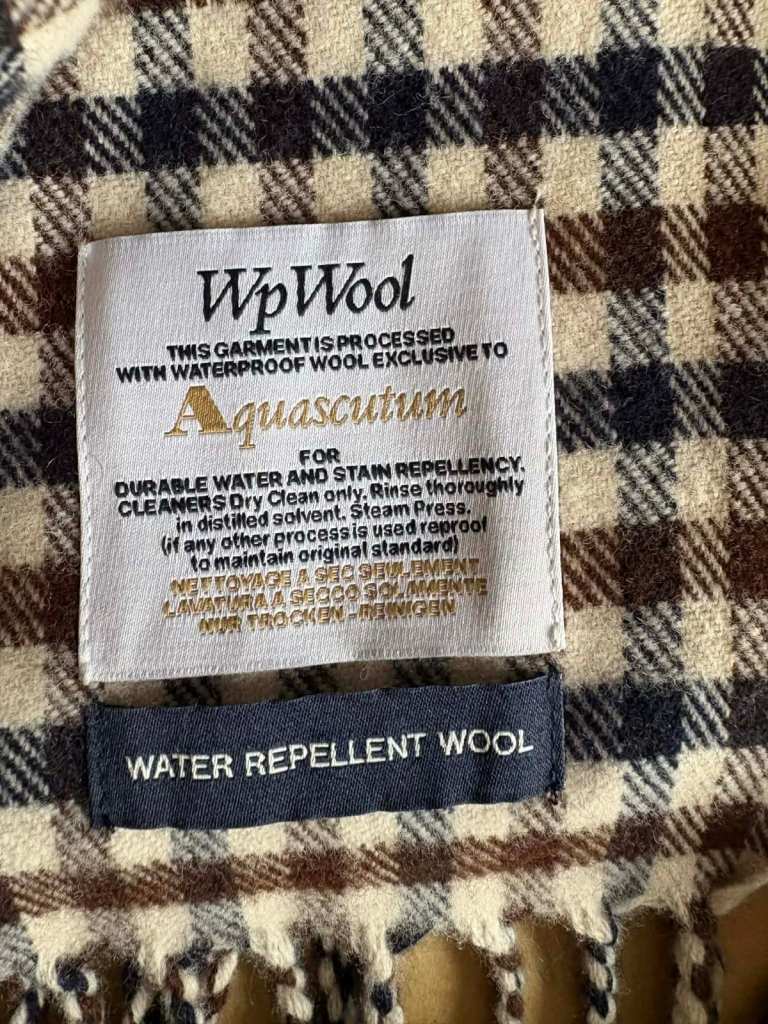 WpWool
THIS GARMENT IS PROCESSED
WITH WATERPROOF WOOL EXCLUSIVE TO
Aquascutum
FOR
DURABLE WATER AND STAIN REPELLENCY.
CLEANERS Dry Clean only. Rinse thoroughly
in distilled solvent. Steam Press.
(if any other process is used reproof
to maintain original standard)
NETTOYAGE A SEC SEULEMENT
LAVATURA A SECCO SOLAMENTE
NUR TROCKEN-REINIGEN
WATER REPELLENT WOOL